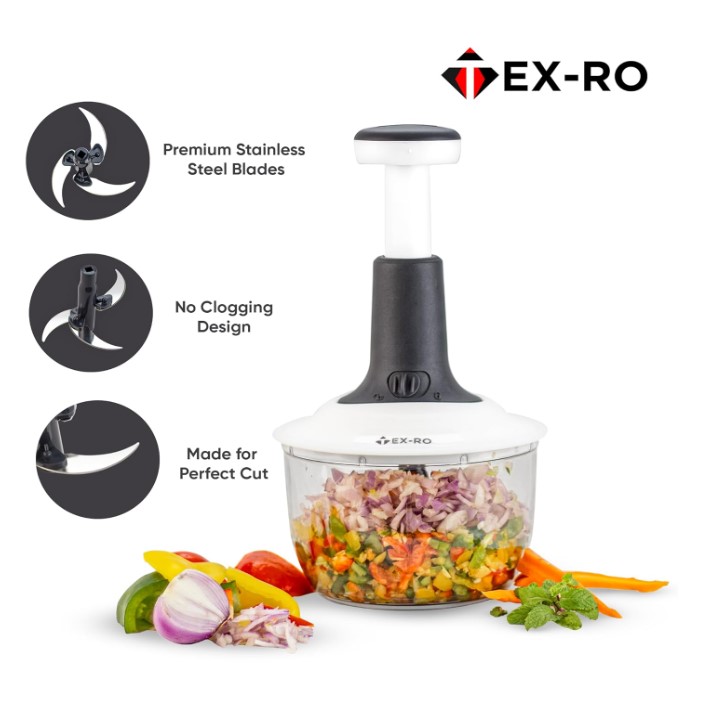 EX-RO
Premium Stainless
Steel Blades
No Clogging
Design
Made for
Perfect Cut
EX-RO